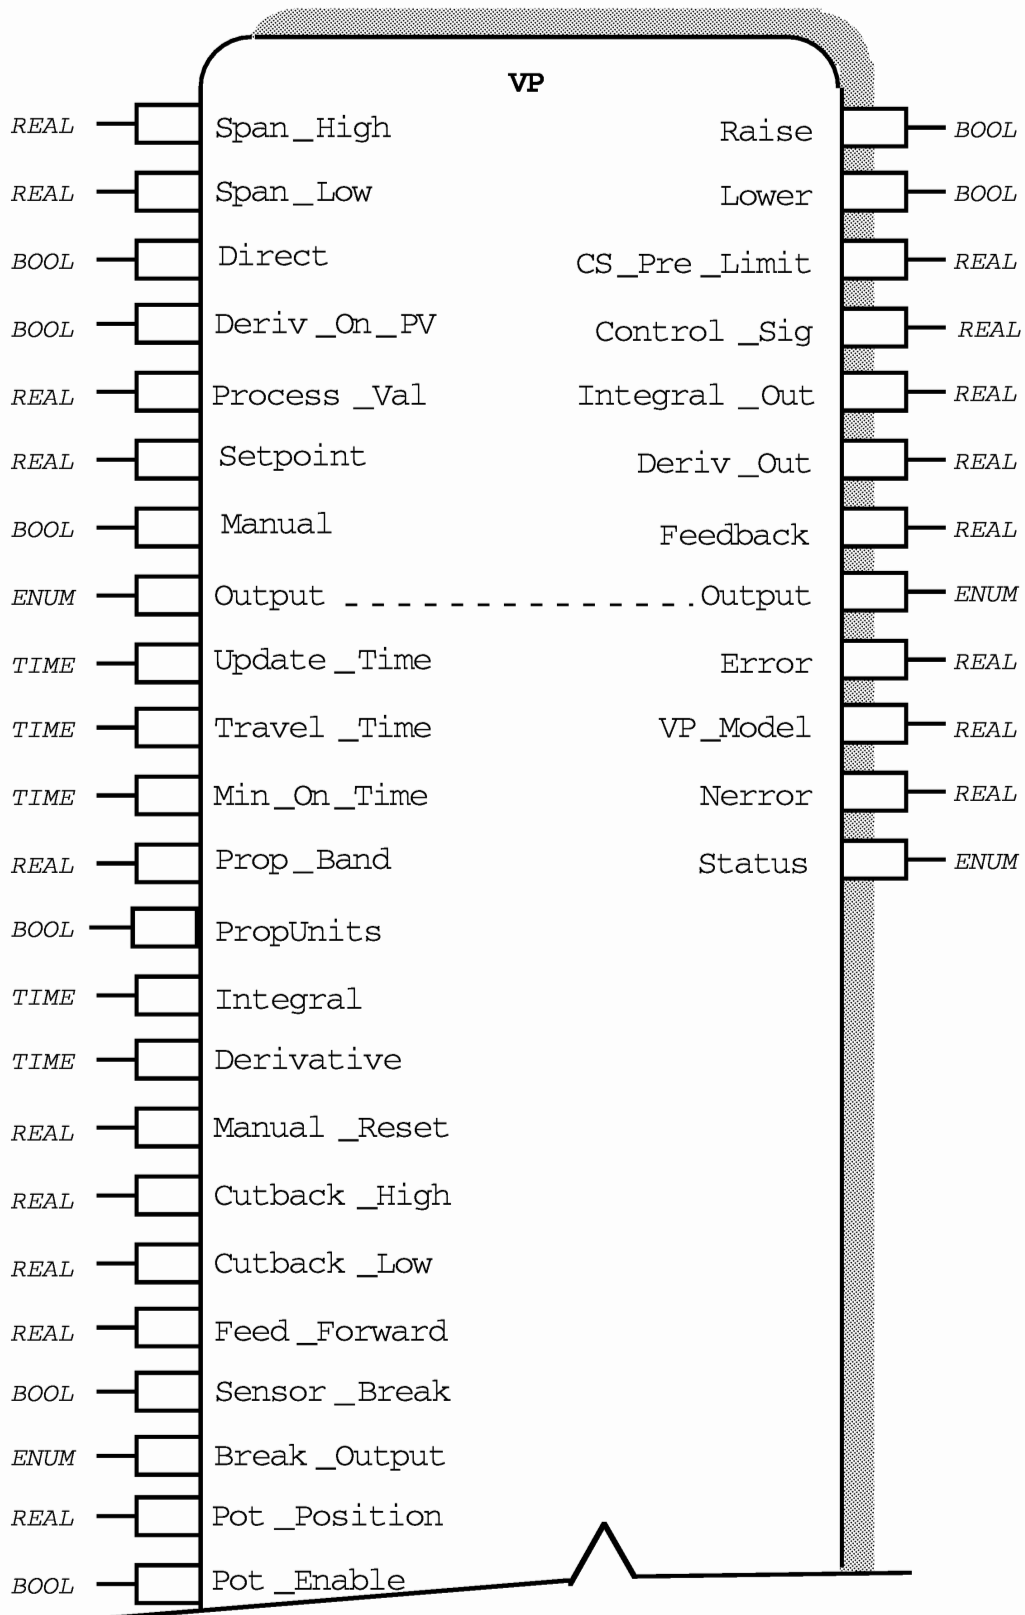 VP
REAL Span_High Raise BOOL
REAL Span_Low Lower BOOL
BOOL Direct CS_Pre_Limit REAL
BOOL Deriv_On_PV Control_Sig REAL
REAL Process_Val Integral_Out REAL
REAL Setpoint Deriv_Out REAL
BOOL Manual Feedback REAL
ENUM Output Output ENUM
TIME Update_Time Error REAL
TIME Travel_Time VP_Model REAL
TIME Min_On_Time Nerror REAL
REAL Prop_Band Status ENUM
BOOL PropUnits
TIME Integral
TIME Derivative
REAL Manual_Reset
REAL Cutback_High
REAL Cutback_Low
REAL Feed_Forward
BOOL Sensor_Break
ENUM Break_Output
REAL Pot_Position
BOOL Pot_Enable